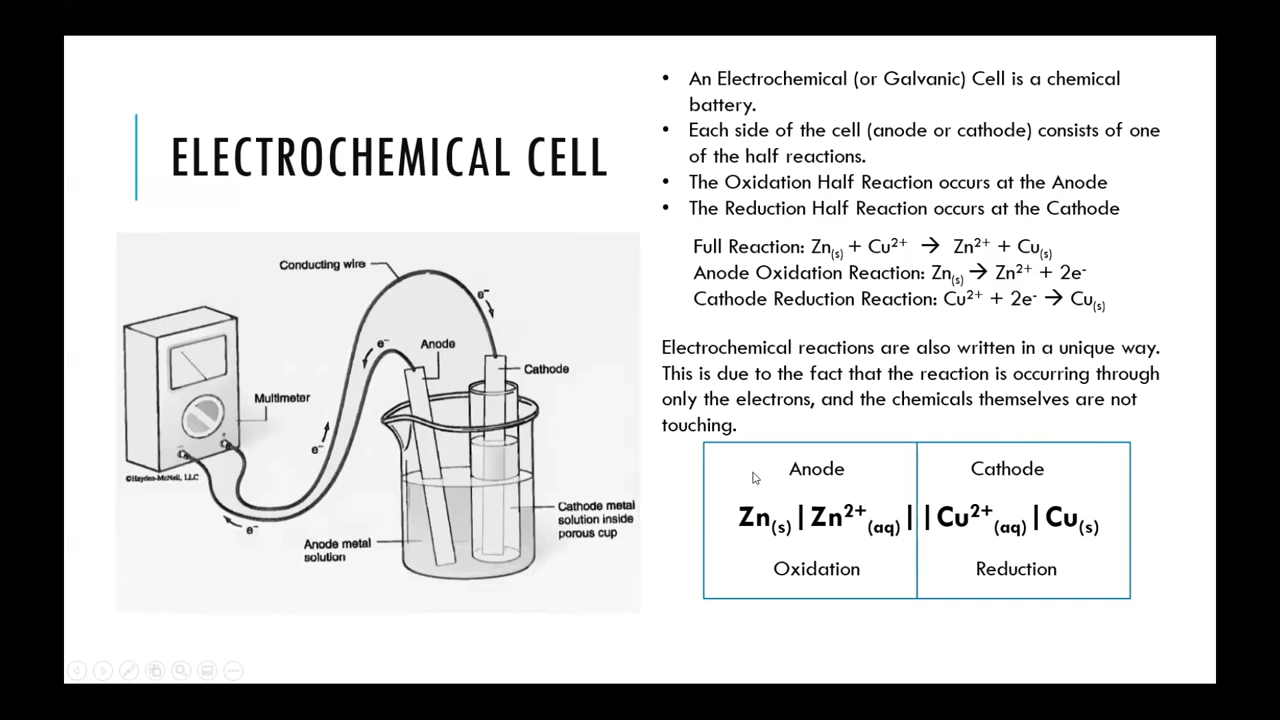 ELECTROCHEMICAL CELL
• An Electrochemical (or Galvanic) Cell is a chemical
battery.
• Each side of the cell (anode or cathode) consists of one
of the half reactions.
• The Oxidation Half Reaction occurs at the Anode
• The Reduction Half Reaction occurs at the Cathode
Full Reaction: Zn(s) + Cu²⁺ → Zn²⁺ + Cu(s)
Anode Oxidation Reaction: Zn(s) → Zn²⁺ + 2e⁻
Cathode Reduction Reaction: Cu²⁺ + 2e⁻ → Cu(s)
Electrochemical reactions are also written in a unique way.
This is due to the fact that the reaction is occurring through
only the electrons, and the chemicals themselves are not
touching.
Anode Cathode
Zn(s)|Zn²⁺(aq)||Cu²⁺(aq)|Cu(s)
Oxidation Reduction
Conducting wire
e⁻
e⁻
Anode
Cathode
Multimeter
e⁻
- +
©Hayden-McNeil, LLC
e⁻
Cathode metal
solution inside
porous cup
Anode metal
solution